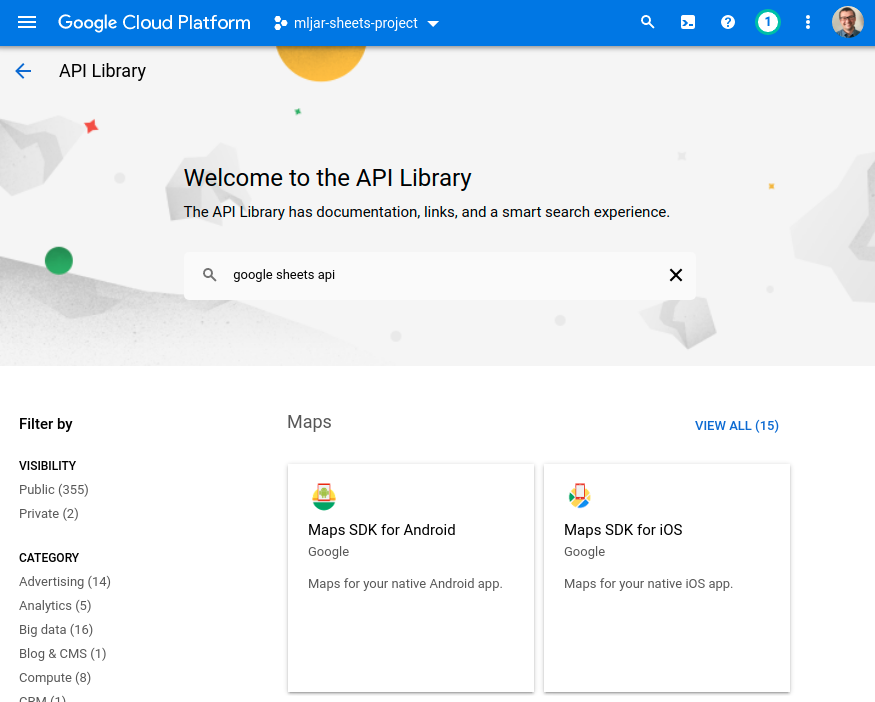 Google Cloud Platform
mljar-sheets-project
1
API Library
Welcome to the API Library
The API Library has documentation, links, and a smart search experience.
google sheets api
Filter by
VISIBILITY
Public (355)
Private (2)
CATEGORY
Advertising (14)
Analytics (5)
Big data (16)
Blog & CMS (1)
Compute (8)
CRM (1)
Maps
VIEW ALL (15)
Maps SDK for Android
Google
Maps for your native Android app.
Maps SDK for iOS
Google
Maps for your native iOS app.